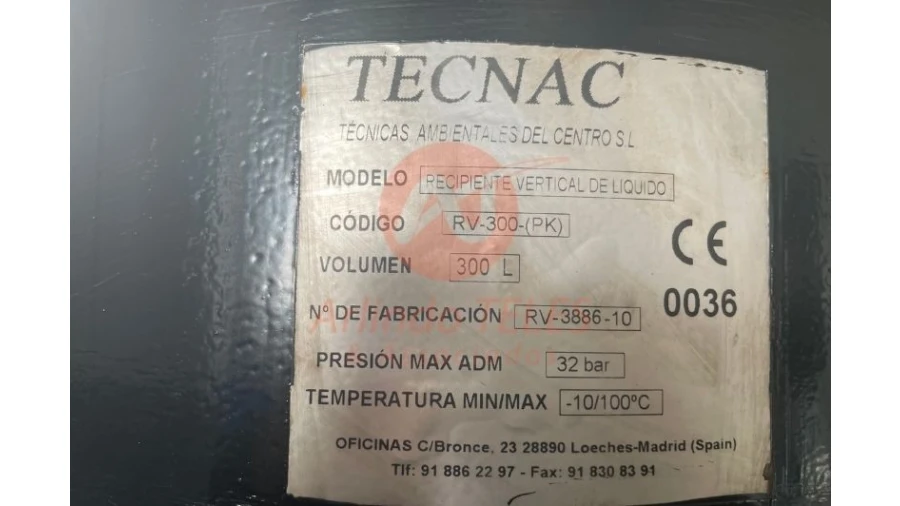 TECNAC
TÉCNICAS AMBIENTALES DEL CENTRO S.L
MODELO RECIPIENTE VERTICAL DE LIQUIDO
CÓDIGO RV-300-(PK)
VOLUMEN 300 L
CE
Nº DE FABRICACIÓN RV-3886-10
0036
PRESIÓN MAX ADM 32 bar
TEMPERATURA MIN/MAX -10/100ºC
OFICINAS C/Bronce, 23 28890 Loeches-Madrid (Spain)
Tlf: 91 886 22 97 - Fax: 91 830 83 91